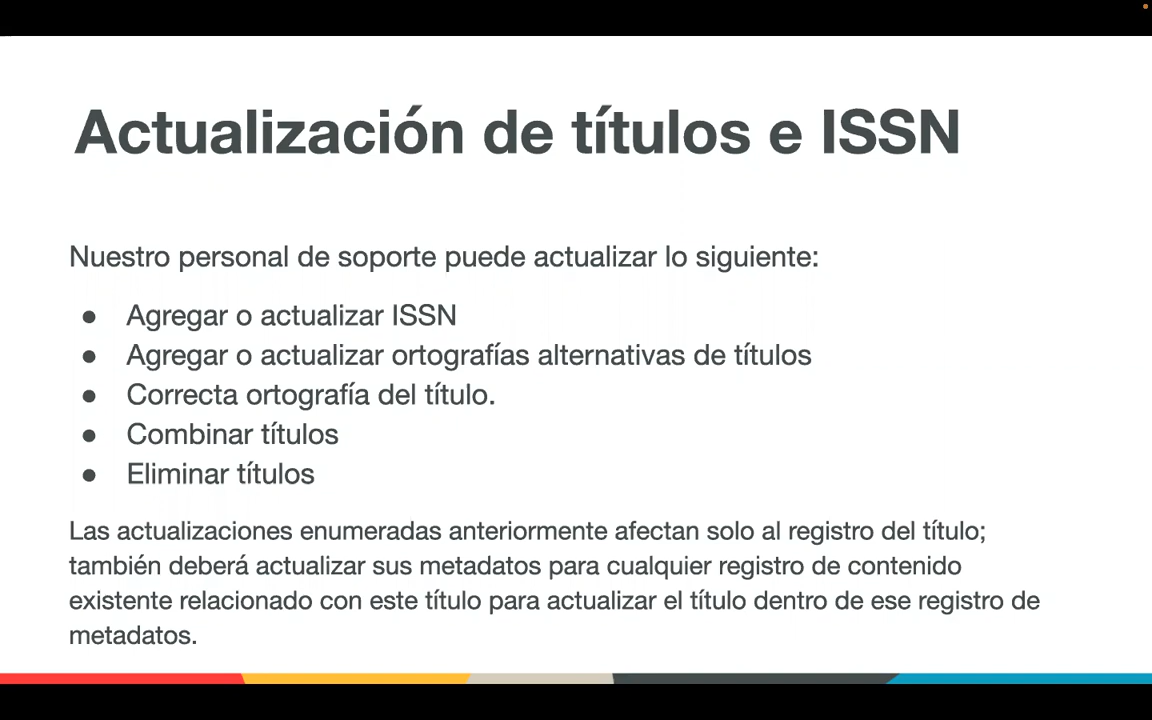 Actualización de títulos e ISSN
Nuestro personal de soporte puede actualizar lo siguiente:
● Agregar o actualizar ISSN
● Agregar o actualizar ortografías alternativas de títulos
● Correcta ortografía del título.
● Combinar títulos
● Eliminar títulos
Las actualizaciones enumeradas anteriormente afectan solo al registro del título;
también deberá actualizar sus metadatos para cualquier registro de contenido
existente relacionado con este título para actualizar el título dentro de ese registro de
metadatos.